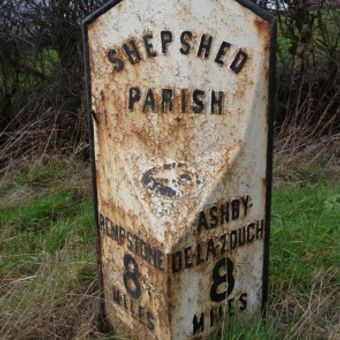 SHEPSHED
PARISH
REMPSTONE
8
MILES
ASHBY-
DE-LA-ZOUCH
8
MILES